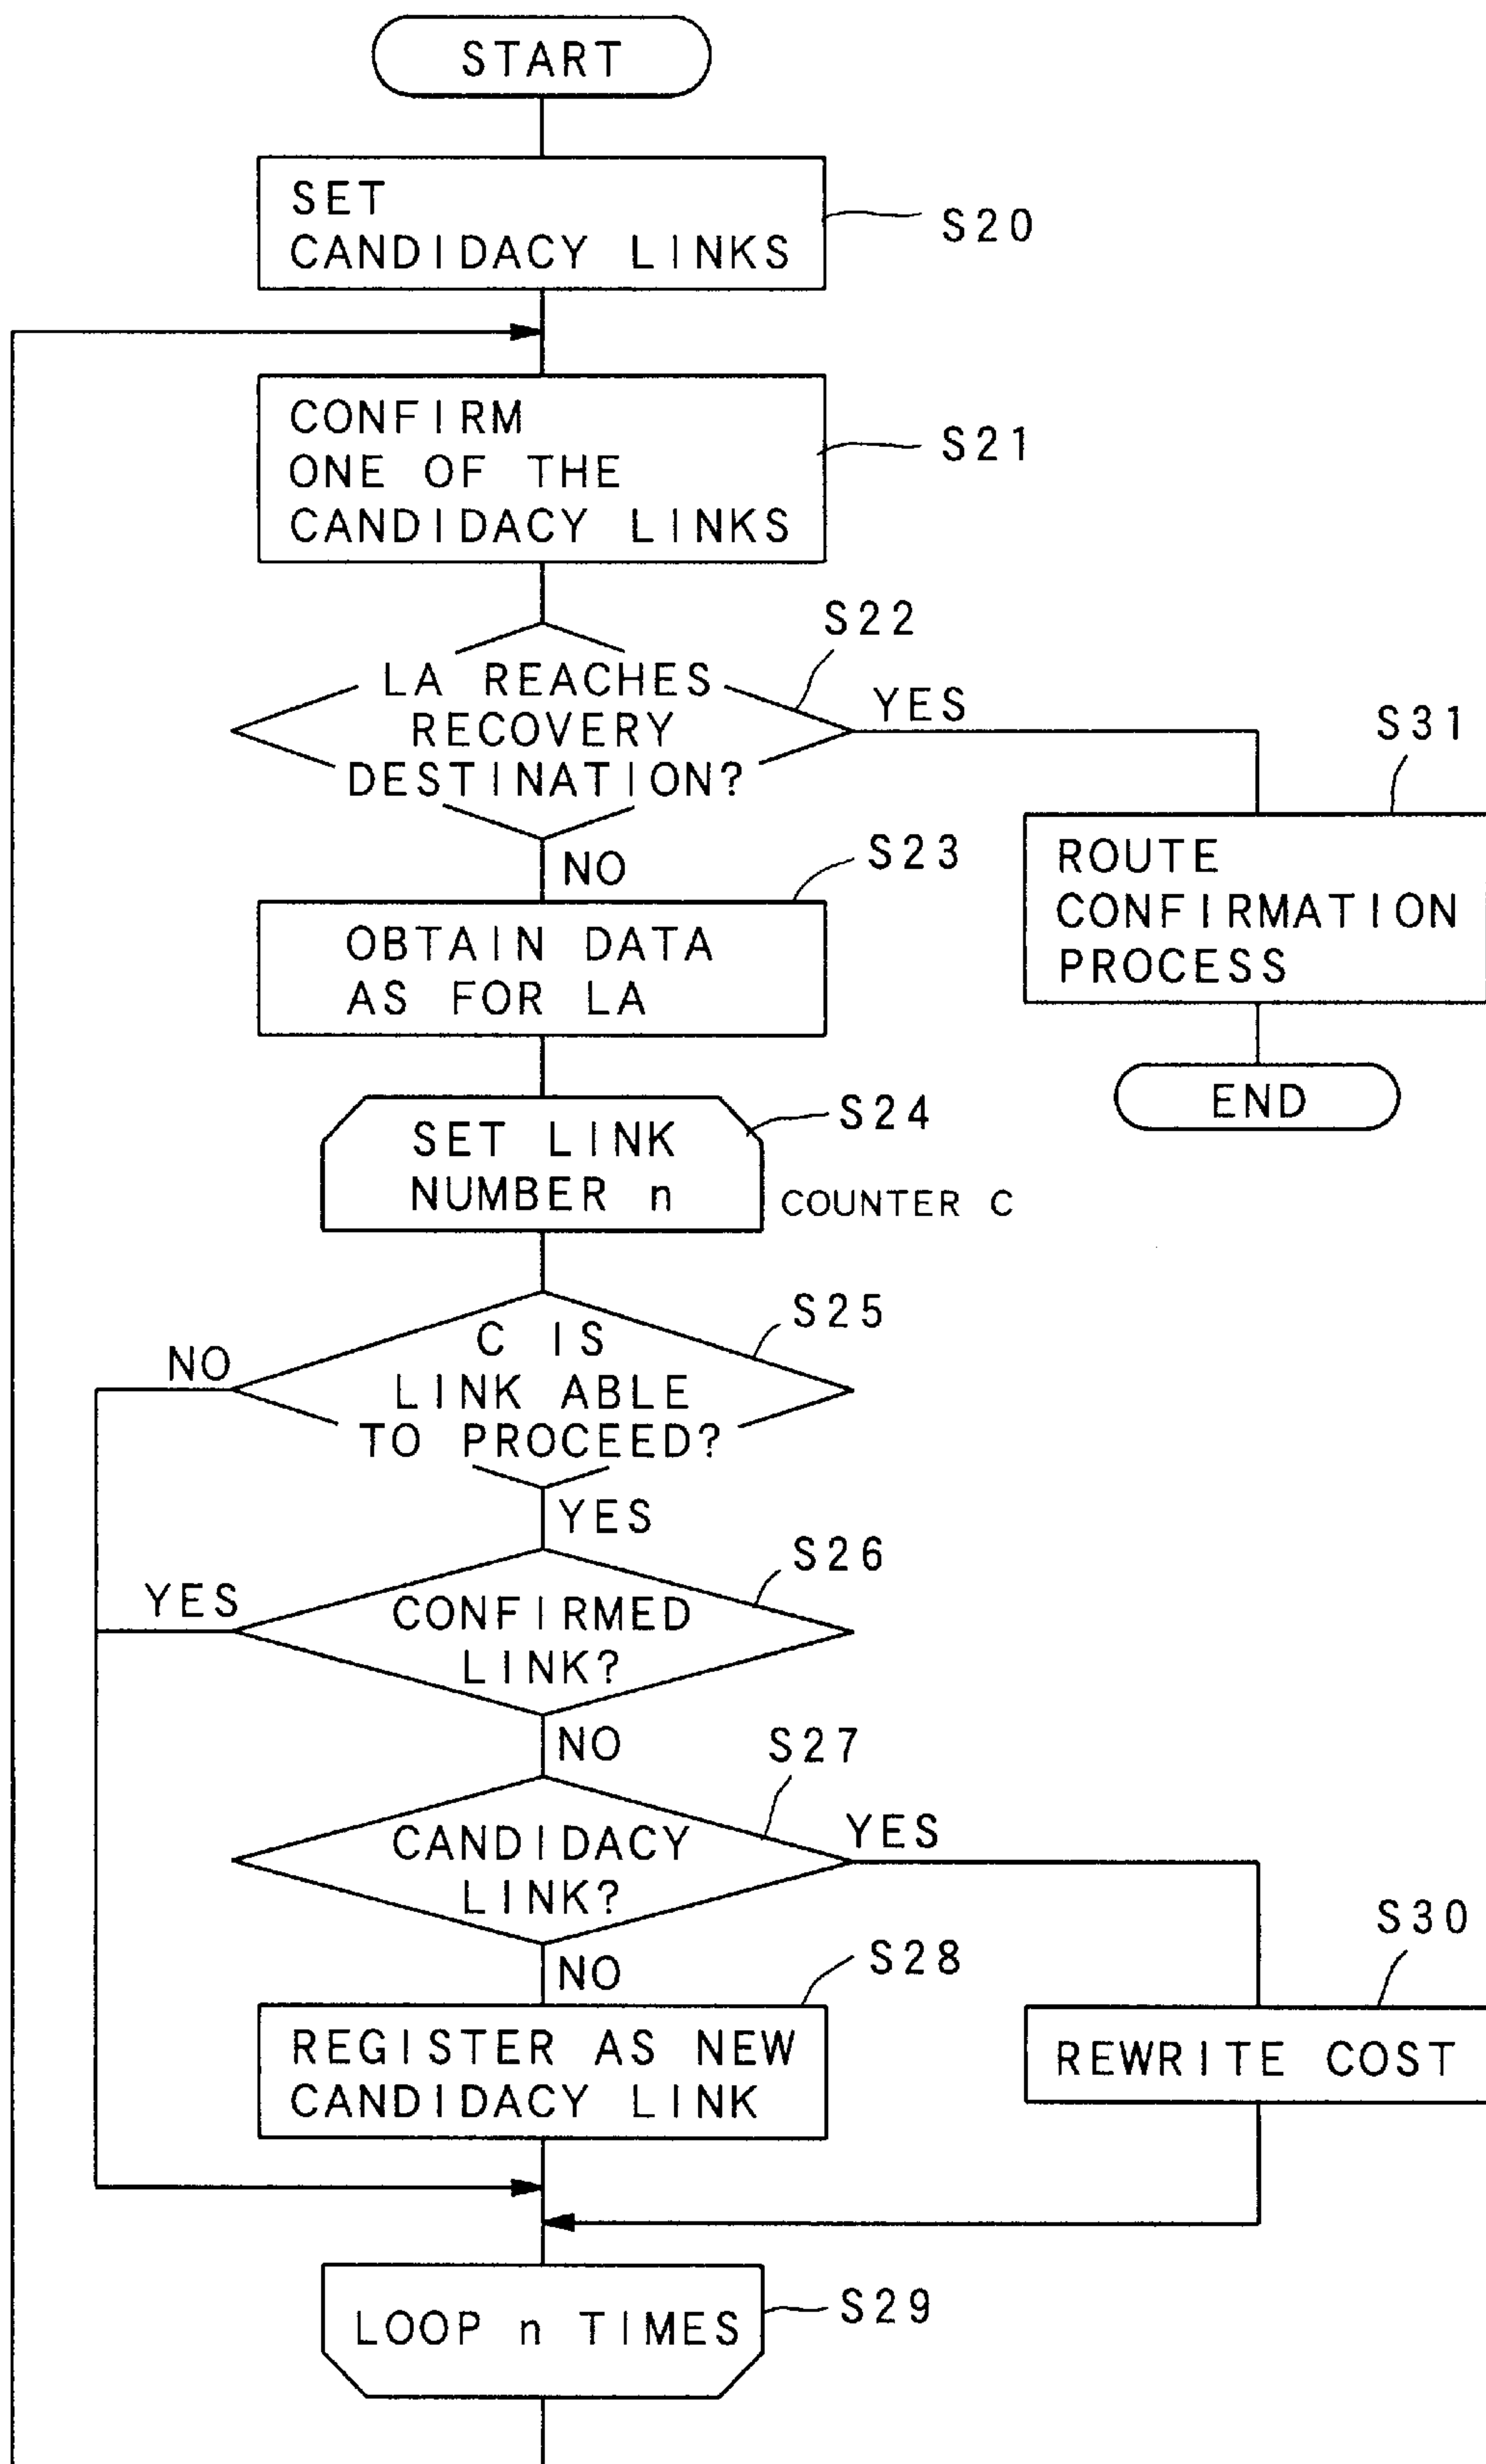 START
SET
CANDIDACY LINKS
S20
CONFIRM
ONE OF THE
CANDIDACY LINKS
S21
LA REACHES
RECOVERY
DESTINATION?
S22
YES
NO
S31
ROUTE
CONFIRMATION
PROCESS
END
OBTAIN DATA
AS FOR LA
S23
SET LINK
NUMBER n
S24
COUNTER C
C IS
LINK ABLE
TO PROCEED?
S25
NO
YES
CONFIRMED
LINK?
S26
YES
NO
CANDIDACY
LINK?
S27
YES
NO
REGISTER AS NEW
CANDIDACY LINK
S28
S30
REWRITE COST
LOOP n TIMES
S29